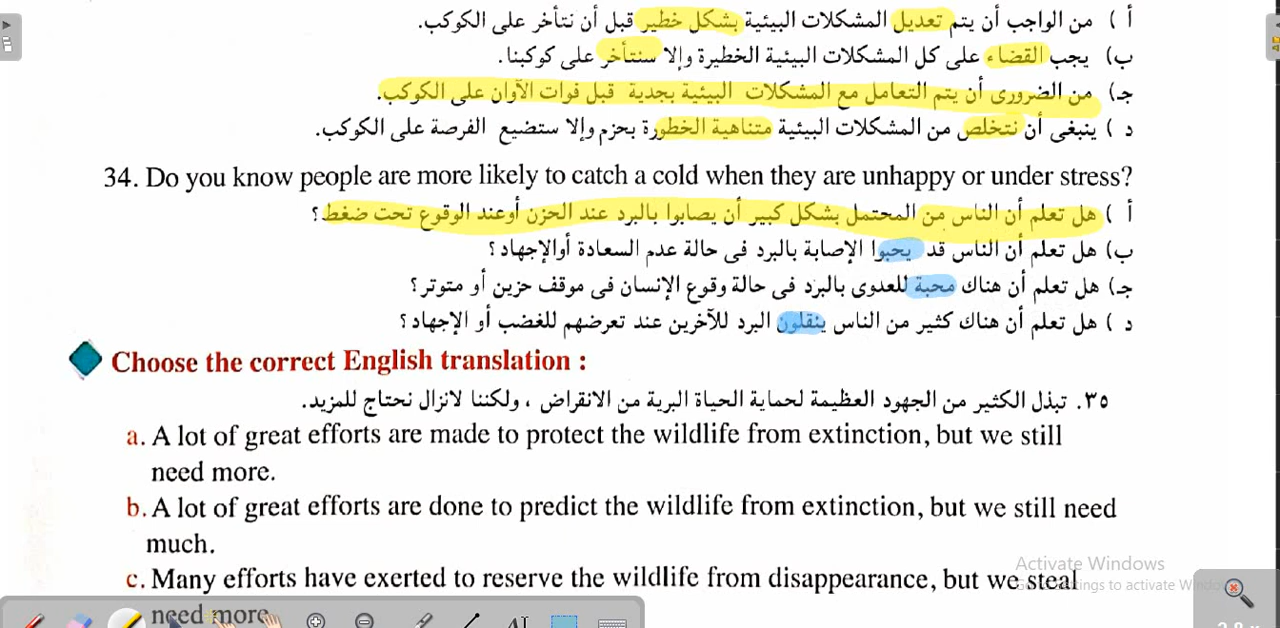 أ ) من الواجب أن يتم تعديل المشكلات البيئية بشكل خطير قبل أن نتأخر على الكوكب.
ب) يجب القضاء على كل المشكلات البيئية الخطيرة وإلا سنتأخر على كوكبنا.
جـ) من الضرورى أن يتم التعامل مع المشكلات البيئية بجدية قبل فوات الآوان على الكوكب.
د ) ينبغى أن نتخلص من المشكلات البيئية متناهية الخطورة بحزم وإلا ستضيع الفرصة على الكوكب.
34. Do you know people are more likely to catch a cold when they are unhappy or under stress?
أ ) هل تعلم أن الناس من المحتمل بشكل كبير أن يصابوا بالبرد عند الحزن أوعند الوقوع تحت ضغط ؟
ب) هل تعلم أن الناس قد يحبوا الإصابة بالبرد فى حالة عدم السعادة أوالإجهاد ؟
جـ) هل تعلم أن هناك محبة للعدوى بالبرد فى حالة وقوع الإنسان فى موقف حزين أو متوتر ؟
د ) هل تعلم أن هناك كثير من الناس ينقلون البرد للآخرين عند تعرضهم للغضب أو الإجهاد ؟
Choose the correct English translation :
٣٥. تبذل الكثير من الجهود العظيمة لحماية الحياة البرية من الانقراض ، ولكننا لانزال نحتاج للمزيد.
a. A lot of great efforts are made to protect the wildlife from extinction, but we still
need more.
b. A lot of great efforts are done to predict the wildlife from extinction, but we still need
much.
Activate Windows
c. Many efforts have exerted to reserve the wildlife from disappearance, but we steal
need more